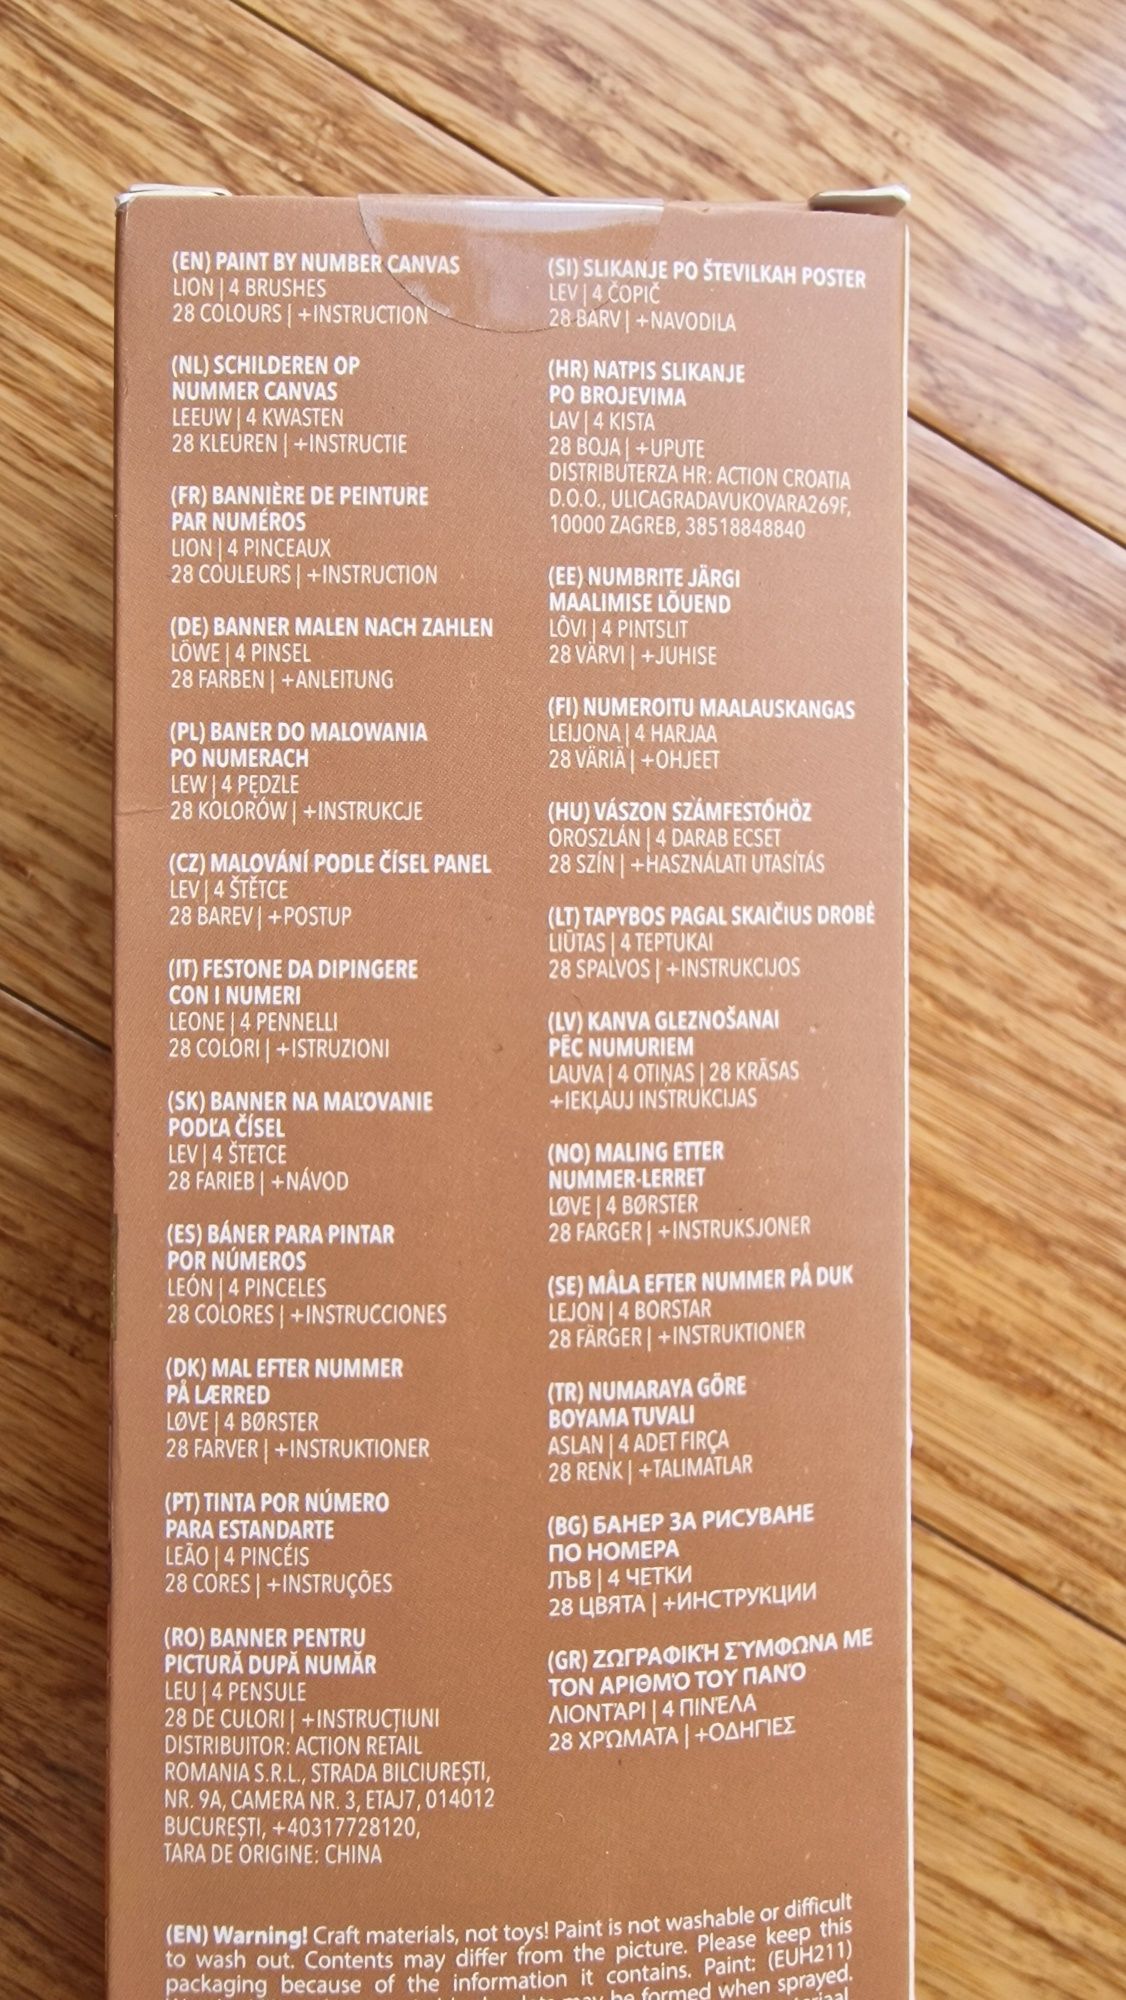 (EN) PAINT BY NUMBER CANVAS
LION | 4 BRUSHES
28 COLOURS | +INSTRUCTION
(NL) SCHILDEREN OP
NUMMER CANVAS
LEEUW | 4 KWASTEN
28 KLEUREN | +INSTRUCTIE
(FR) BANNIÈRE DE PEINTURE
PAR NUMÉROS
LION | 4 PINCEAUX
28 COULEURS | +INSTRUCTION
(DE) BANNER MALEN NACH ZAHLEN
LÖWE | 4 PINSEL
28 FARBEN | +ANLEITUNG
(PL) BANER DO MALOWANIA
PO NUMERACH
LEW | 4 PĘDZLE
28 KOLORÓW | +INSTRUKCJE
(CZ) MALOVÁNÍ PODLE ČÍSEL PANEL
LEV | 4 ŠTĚTCE
28 BAREV | +POSTUP
(IT) FESTONE DA DIPINGERE
CON I NUMERI
LEONE | 4 PENNELLI
28 COLORI | +ISTRUZIONI
(SK) BANNER NA MAĽOVANIE
PODĽA ČÍSEL
LEV | 4 ŠTETCE
28 FARIEB | +NÁVOD
(ES) BÁNER PARA PINTAR
POR NÚMEROS
LEÓN | 4 PINCELES
28 COLORES | +INSTRUCCIONES
(DK) MAL EFTER NUMMER
PÅ LÆRRED
LØVE | 4 BØRSTER
28 FARVER | +INSTRUKTIONER
(PT) TINTA POR NÚMERO
PARA ESTANDARTE
LEÃO | 4 PINCÉIS
28 CORES | +INSTRUÇÕES
(RO) BANNER PENTRU
PICTURĂ DUPĂ NUMĂR
LEU | 4 PENSULE
28 DE CULORI | +INSTRUCȚIUNI
DISTRIBUITOR: ACTION RETAIL
ROMANIA S.R.L., STRADA BILCIUREȘTI,
NR. 9A, CAMERA NR. 3, ETAJ7, 014012
BUCUREȘTI, +40317728120,
TARA DE ORIGINE: CHINA
(SI) SLIKANJE PO ŠTEVILKAH POSTER
LEV | 4 ČOPIČ
28 BARV | +NAVODILA
(HR) NATPIS SLIKANJE
PO BROJEVIMA
LAV | 4 KISTA
28 BOJA | +UPUTE
DISTRIBUTERZA HR: ACTION CROATIA
D.O.O., ULICAGRADAVUKOVARA269F,
10000 ZAGREB, 38518848840
(EE) NUMBRITE JÄRGI
MAALIMISE LÕUEND
LÕVI | 4 PINTSLIT
28 VÄRVI | +JUHISE
(FI) NUMEROITU MAALAUSKANGAS
LEIJONA | 4 HARJAA
28 VÄRIÄ | +OHJEET
(HU) VÁSZON SZÁMFESTŐHÖZ
OROSZLÁN | 4 DARAB ECSET
28 SZÍN | +HASZNÁLATI UTASÍTÁS
(LT) TAPYBOS PAGAL SKAIČIUS DROBĖ
LIŪTAS | 4 TEPTUKAI
28 SPALVOS | +INSTRUKCIJOS
(LV) KANVA GLEZNOŠANAI
PĒC NUMURIEM
LAUVA | 4 OTIŅAS | 28 KRĀSAS
+IEKĻAUJ INSTRUKCIJAS
(NO) MALING ETTER
NUMMER-LERRET
LØVE | 4 BØRSTER
28 FARGER | +INSTRUKSJONER
(SE) MÅLA EFTER NUMMER PÅ DUK
LEJON | 4 BORSTAR
28 FÄRGER | +INSTRUKTIONER
(TR) NUMARAYA GÖRE
BOYAMA TUVALI
ASLAN | 4 ADET FIRÇA
28 RENK | +TALIMATLAR
(BG) БАНЕР ЗА РИСУВАНЕ
ПО НОМЕРА
ЛЪВ | 4 ЧЕТКИ
28 ЦВЯТА | +ИНСТРУКЦИИ
(GR) ΖΩΓΡΑΦΙΚΉ ΣΎΜΦΩΝΑ ΜΕ
ΤΟΝ ΑΡΙΘΜΌ ΤΟΥ ΠΑΝΌ
ΛΙΟΝΤΆΡΙ | 4 ΠΙΝΈΛΑ
28 ΧΡΏΜΑΤΑ | +ΟΔΗΓΊΕΣ
(EN) Warning! Craft materials, not toys! Paint is not washable or difficult
to wash out. Contents may differ from the picture. Please keep this
packaging because of the information it contains. Paint: (EUH211)
may be formed when sprayed.